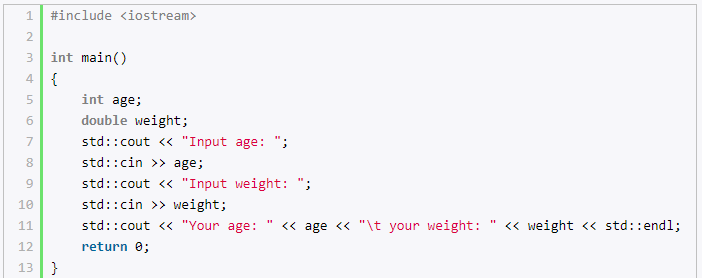 1 #include <iostream>
2
3 int main()
4 {
5     int age;
6     double weight;
7     std::cout << "Input age: ";
8     std::cin >> age;
9     std::cout << "Input weight: ";
10     std::cin >> weight;
11     std::cout << "Your age: " << age << "\t your weight: " << weight << std::endl;
12     return 0;
13 }